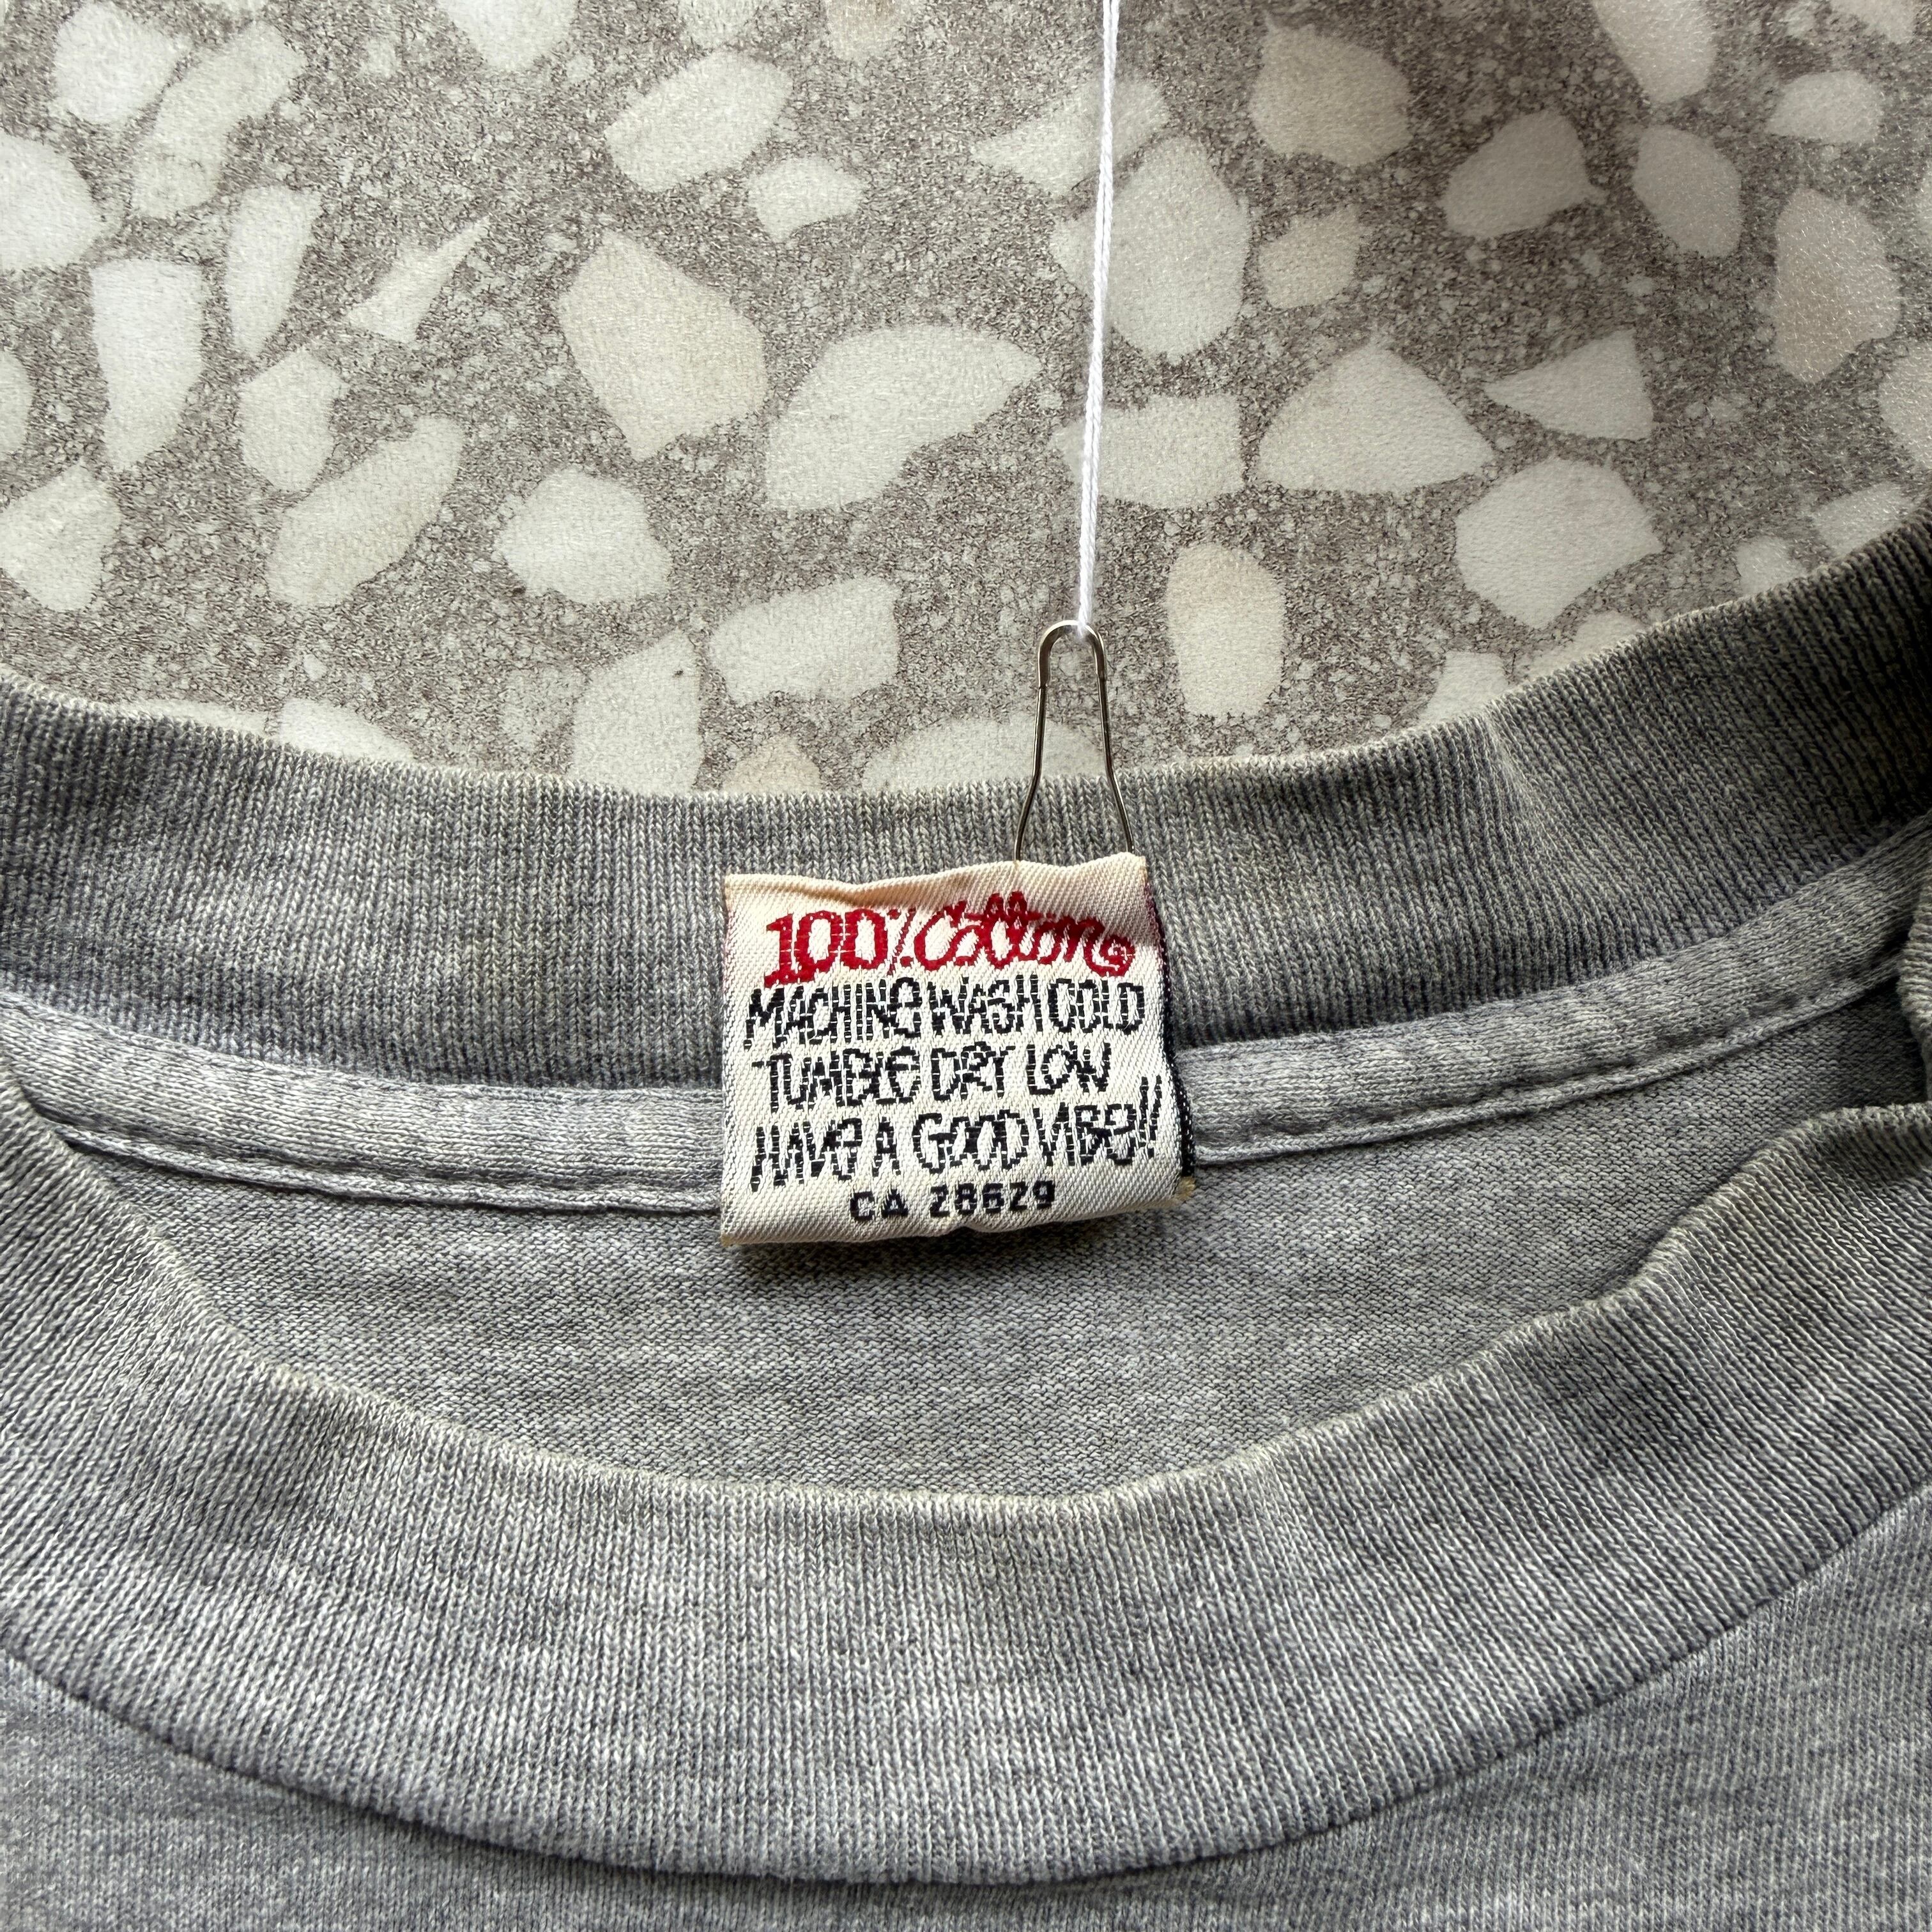 100% Cotton
MACHINE WASH COLD
TUMBLE DRY LOW
HAVE A GOOD VIBE!!
CA 28629